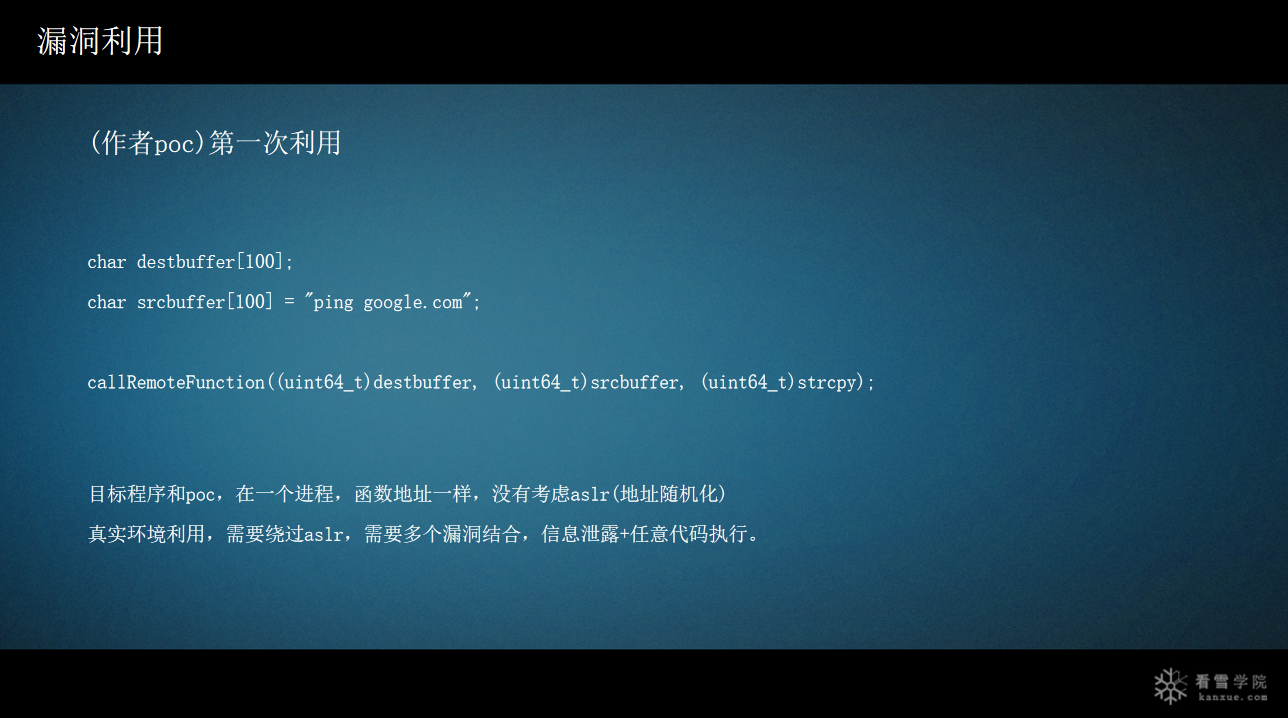 漏洞利用
(作者poc)第一次利用
char destbuffer[100];
char srcbuffer[100] = "ping google.com";
callRemoteFunction((uint64_t)destbuffer, (uint64_t)srcbuffer, (uint64_t)strcpy);
目标程序和poc，在一个进程，函数地址一样，没有考虑aslr(地址随机化)
真实环境利用，需要绕过aslr，需要多个漏洞结合，信息泄露+任意代码执行。
看雪学院
kanxue.com